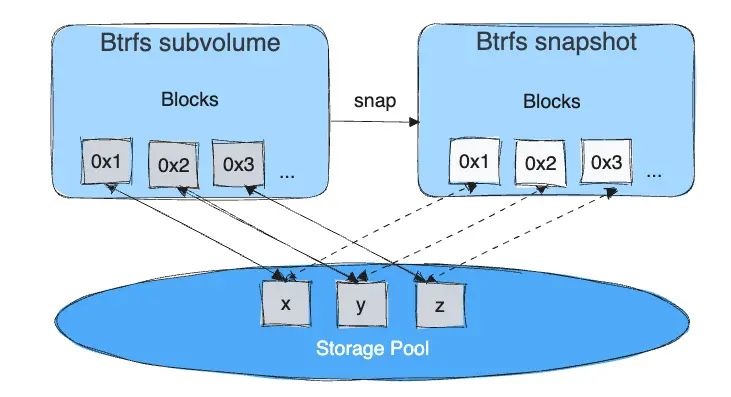 Btrfs subvolume
Blocks
0x1 0x2 0x3 ...
snap
Btrfs snapshot
Blocks
0x1 0x2 0x3 ...
x y z
Storage Pool